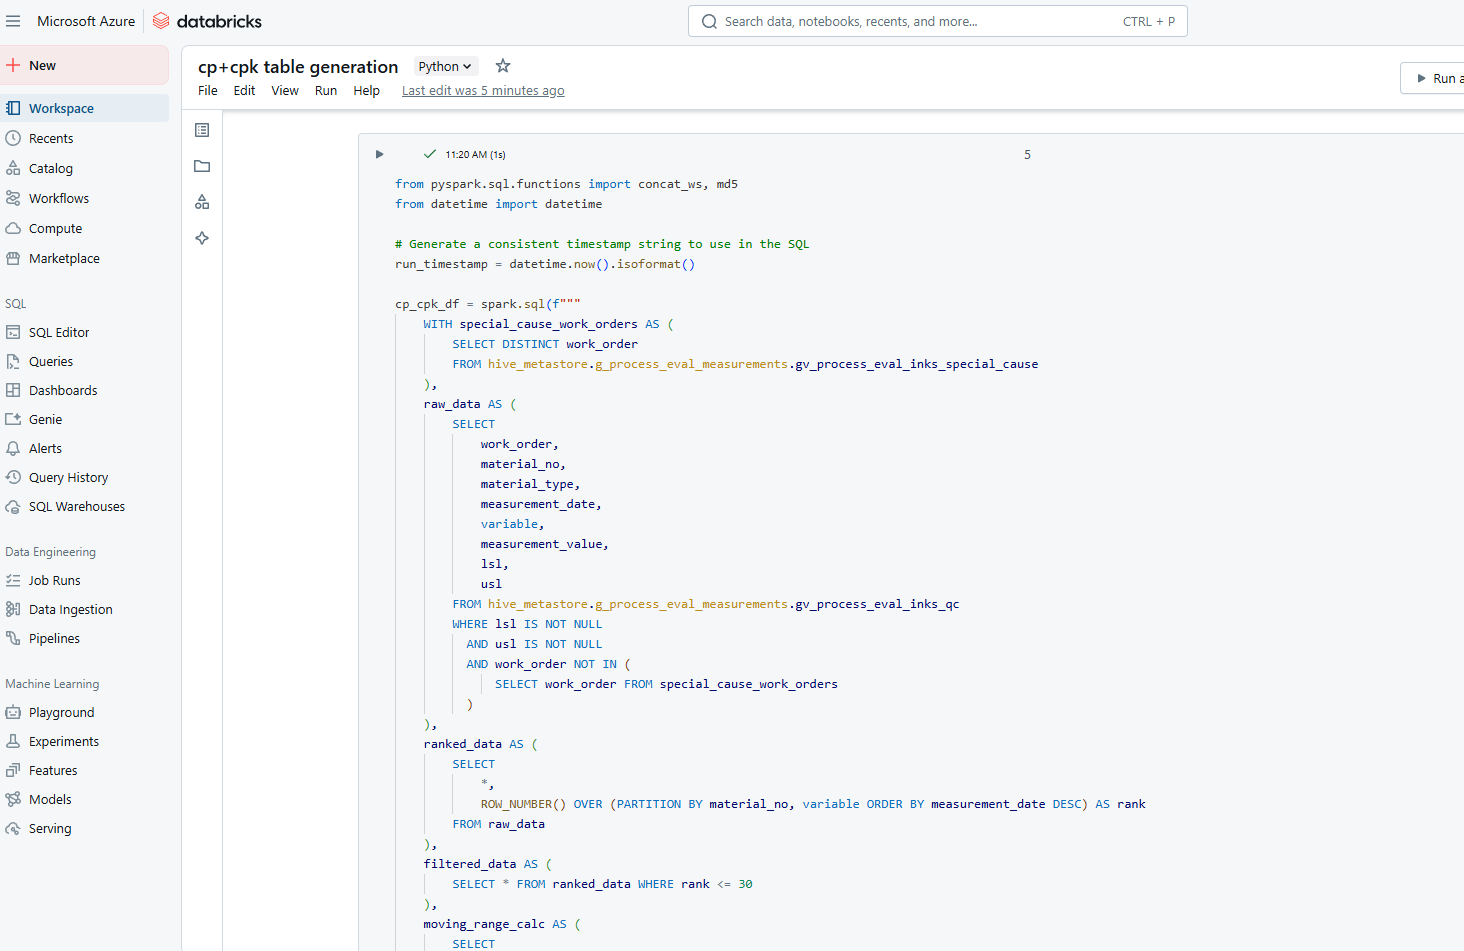 Microsoft Azure databricks
Search data, notebooks, recents, and more... CTRL + P
New
Workspace
Recents
Catalog
Workflows
Compute
Marketplace
SQL
SQL Editor
Queries
Dashboards
Genie
Alerts
Query History
SQL Warehouses
Data Engineering
Job Runs
Data Ingestion
Pipelines
Machine Learning
Playground
Experiments
Features
Models
Serving
cp+cpk table generation Python
File Edit View Run Help Last edit was 5 minutes ago
Run a
11:20 AM (1s) 5
from pyspark.sql.functions import concat_ws, md5
from datetime import datetime
# Generate a consistent timestamp string to use in the SQL
run_timestamp = datetime.now().isoformat()
cp_cpk_df = spark.sql(f"""
WITH special_cause_work_orders AS (
SELECT DISTINCT work_order
FROM hive_metastore.g_process_eval_measurements.gv_process_eval_inks_special_cause
),
raw_data AS (
SELECT
work_order,
material_no,
material_type,
measurement_date,
variable,
measurement_value,
lsl,
usl
FROM hive_metastore.g_process_eval_measurements.gv_process_eval_inks_qc
WHERE lsl IS NOT NULL
AND usl IS NOT NULL
AND work_order NOT IN (
SELECT work_order FROM special_cause_work_orders
)
),
ranked_data AS (
SELECT
*,
ROW_NUMBER() OVER (PARTITION BY material_no, variable ORDER BY measurement_date DESC) AS rank
FROM raw_data
),
filtered_data AS (
SELECT * FROM ranked_data WHERE rank <= 30
),
moving_range_calc AS (
SELECT